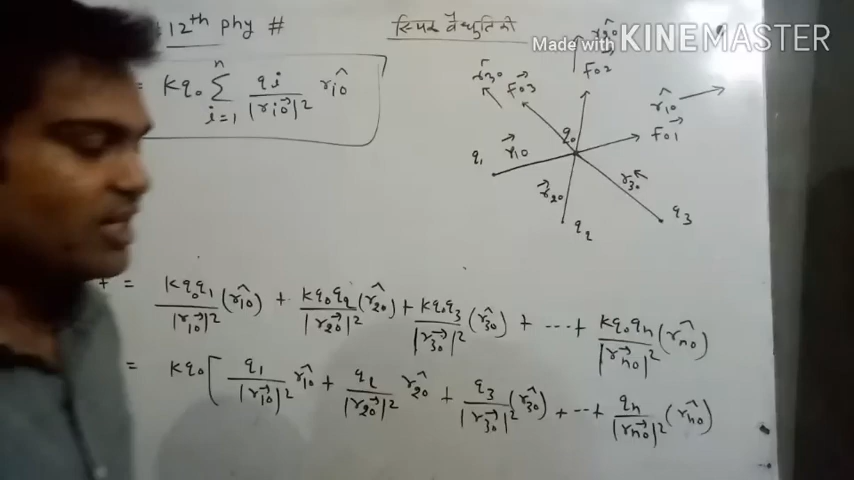 12th phy #
स्थिर वैद्युतिकी
Made with KINEMASTER
= Kq₀ Σ(i=1 to n) qᵢ/|r⃗ᵢ₀|² r̂ᵢ₀
r̂₂₀
F⃗₀₂
r̂₃₀
F⃗₀₃
r̂₁₀
F⃗₀₁
q₀
q₁
r⃗₁₀
r⃗₂₀
r⃗₃₀
q₂
q₃
= Kq₀q₁/|r⃗₁₀|² (r̂₁₀) + Kq₀q₂/|r⃗₂₀|² (r̂₂₀) + Kq₀q₃/|r⃗₃₀|² (r̂₃₀) + ---+ Kq₀qₙ/|r⃗ₙ₀|² (r̂ₙ₀)
= Kq₀ [ q₁/|r⃗₁₀|² r̂₁₀ + q₂/|r⃗₂₀|² r̂₂₀ + q₃/|r⃗₃₀|² (r̂₃₀) + --+ qₙ/|r⃗ₙ₀|² (r̂ₙ₀)